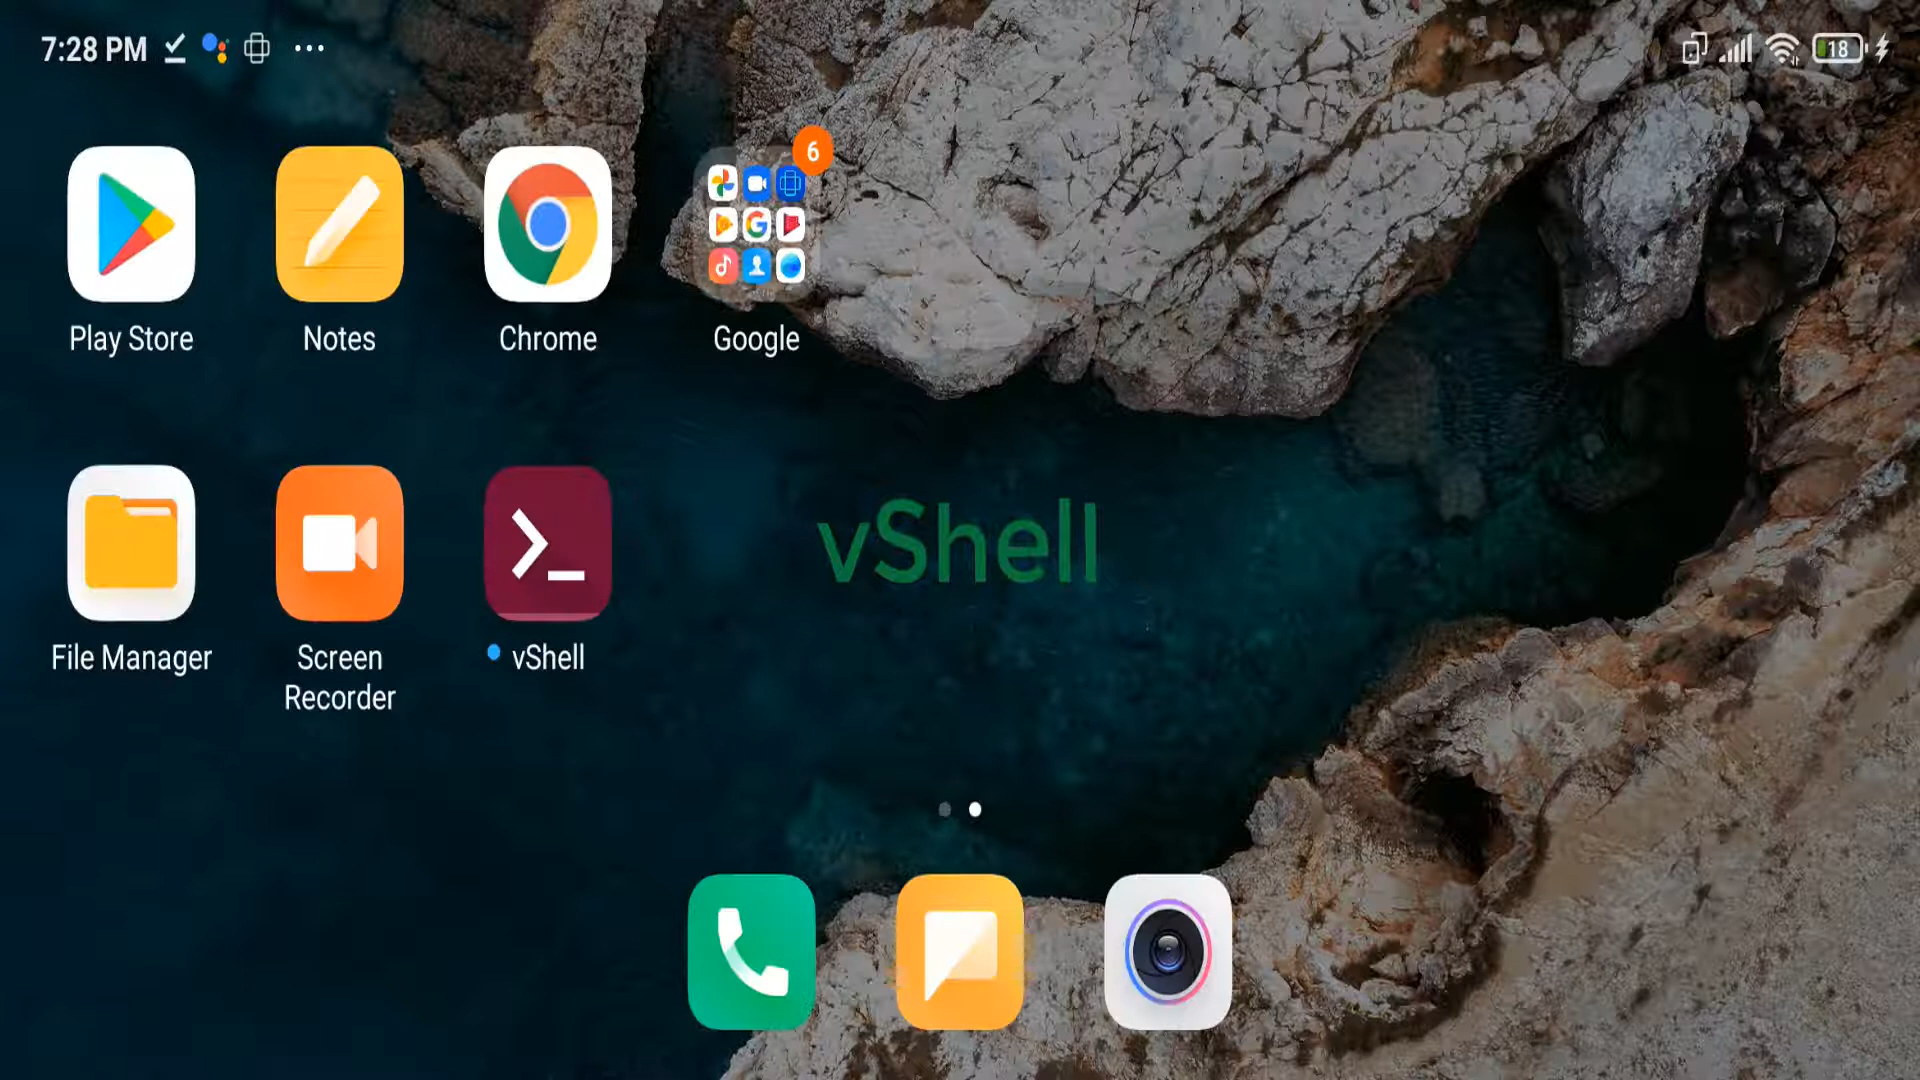 7:28 PM
18
6
Play Store
Notes
Chrome
Google
File Manager
Screen
Recorder
vShell
vShell